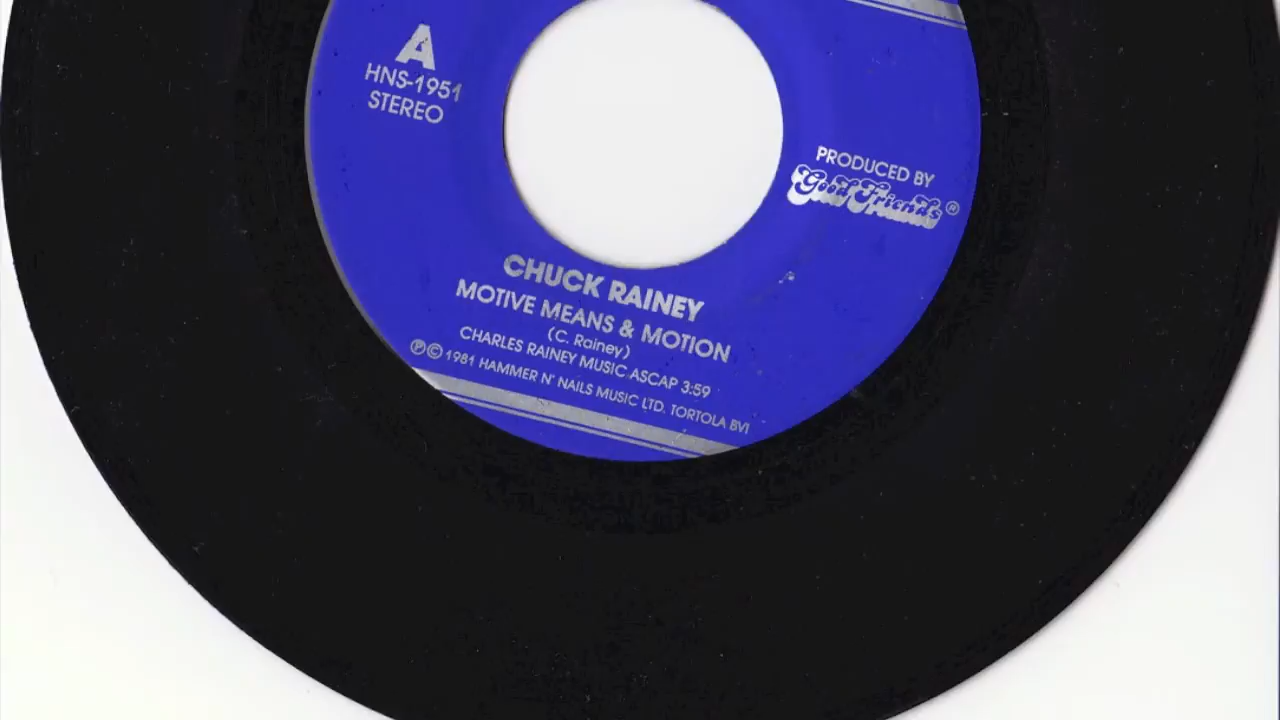 A
HNS-1951
STEREO
PRODUCED BY
Good Friends ®
CHUCK RAINEY
MOTIVE MEANS & MOTION
(C. Rainey)
CHARLES RAINEY MUSIC ASCAP 3:59
℗© 1981 HAMMER N' NAILS MUSIC LTD. TORTOLA BVI